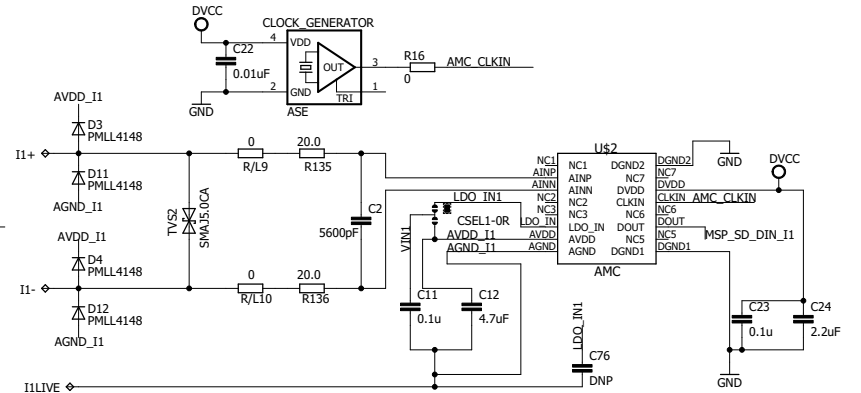 DVCC
CLOCK_GENERATOR
C22
0.01uF
4
VDD
OUT
3
R16
0
AMC_CLKIN
2
GND
TRI
1
GND
ASE
AVDD_I1
D3
PMLL4148
I1+
D11
PMLL4148
AGND_I1
AVDD_I1
D4
PMLL4148
I1-
D12
PMLL4148
AGND_I1
TVS2
SMAJ5.0CA
0
R/L9
20.0
R135
C2
5600pF
0
R/L10
20.0
R136
U$2
NC1
AINP
AINN
NC2
NC3
LDO_IN
AVDD
AGND
NC1
AINP
AINN
NC2
NC3
LDO_IN
AVDD
AGND
DGND2
NC7
DVDD
CLKIN
NC6
DOUT
NC5
DGND1
DGND2
NC7
DVDD
CLKIN
NC6
DOUT
NC5
DGND1
AMC
GND
DVCC
AMC_CLKIN
MSP_SD_DIN_I1
LDO_IN1
CSEL1-0R
VIN1
AVDD_I1
AGND_I1
C11
0.1u
C12
4.7uF
LDO_IN1
C76
DNP
C23
0.1u
C24
2.2uF
GND
I1LIVE